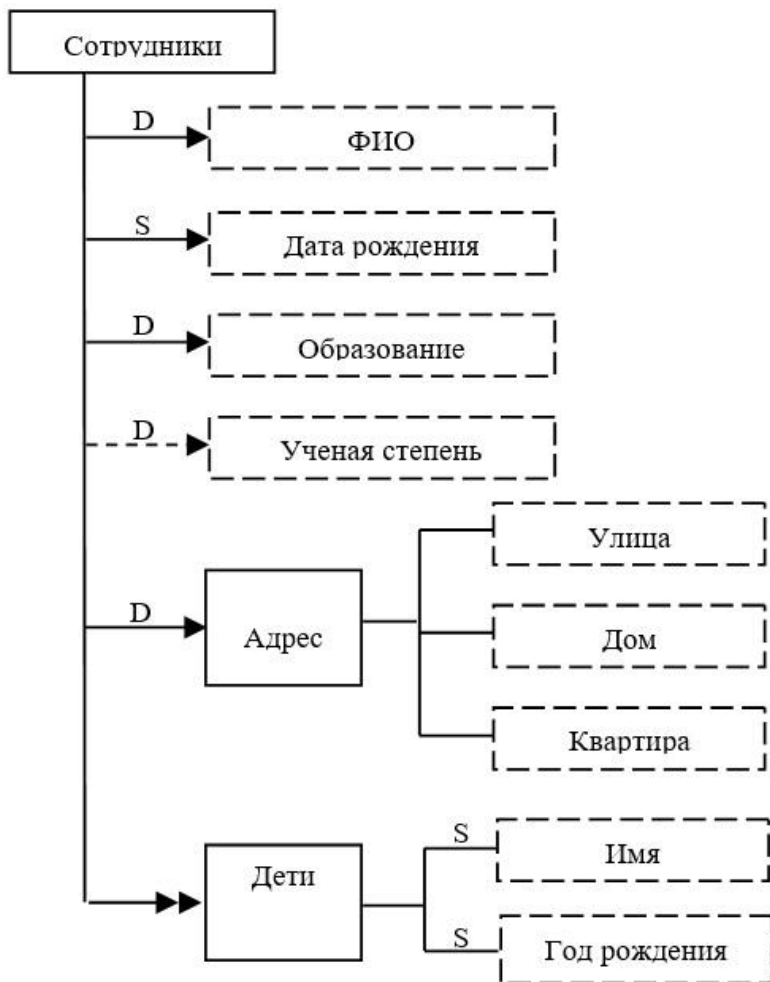 Сотрудники
D
ФИО
S
Дата рождения
D
Образование
D
Ученая степень
Улица
D
Адрес
Дом
Квартира
Дети
S
Имя
S
Год рождения